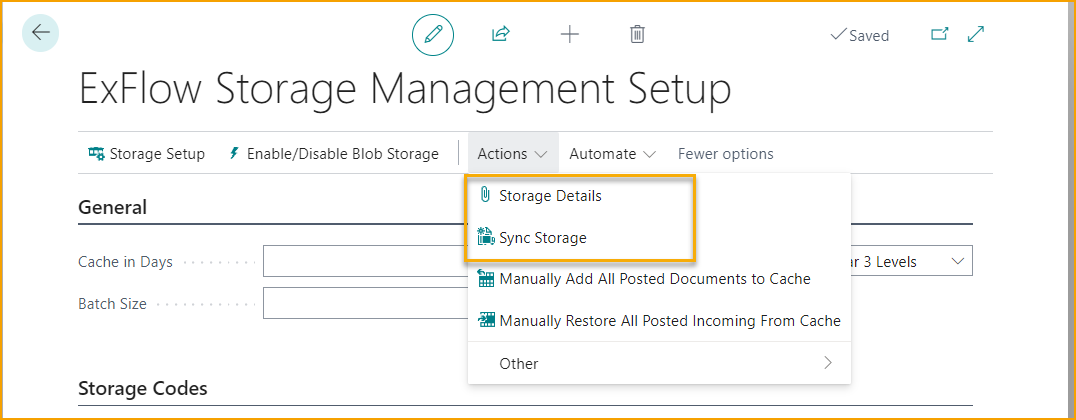 Saved
ExFlow Storage Management Setup
Storage Setup Enable/Disable Blob Storage Actions Automate Fewer options
General
Storage Details
Sync Storage
Cache in Days 3 Levels
Manually Add All Posted Documents to Cache
Batch Size
Manually Restore All Posted Incoming From Cache
Other
Storage Codes